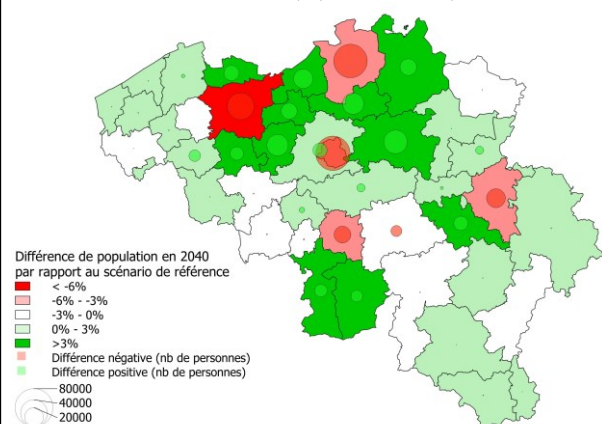 Différence de population en 2040
par rapport au scénario de référence
< -6%
-6% - -3%
-3% - 0%
0% - 3%
>3%
Différence négative (nb de personnes)
Différence positive (nb de personnes)
80000
40000
20000